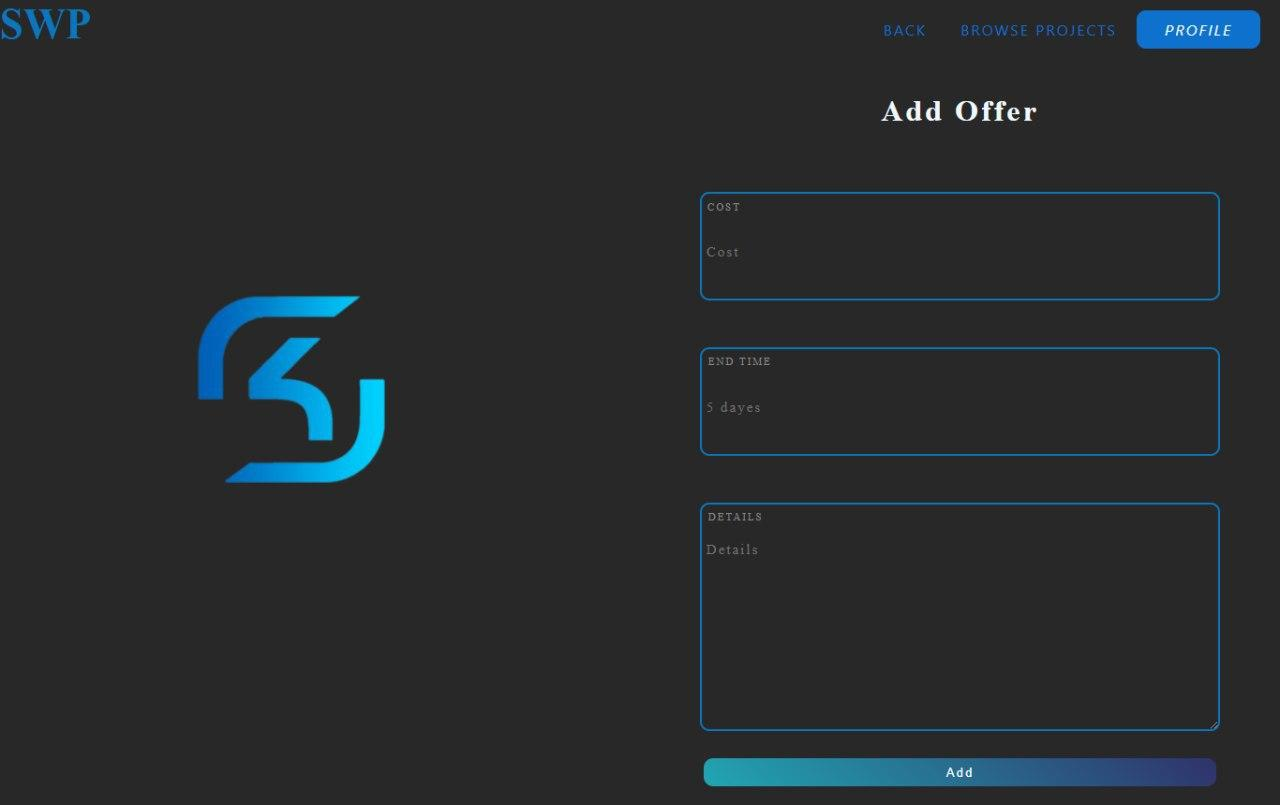 SWP
BACK BROWSE PROJECTS PROFILE
Add Offer
COST
Cost
END TIME
5 dayes
DETAILS
Details
Add